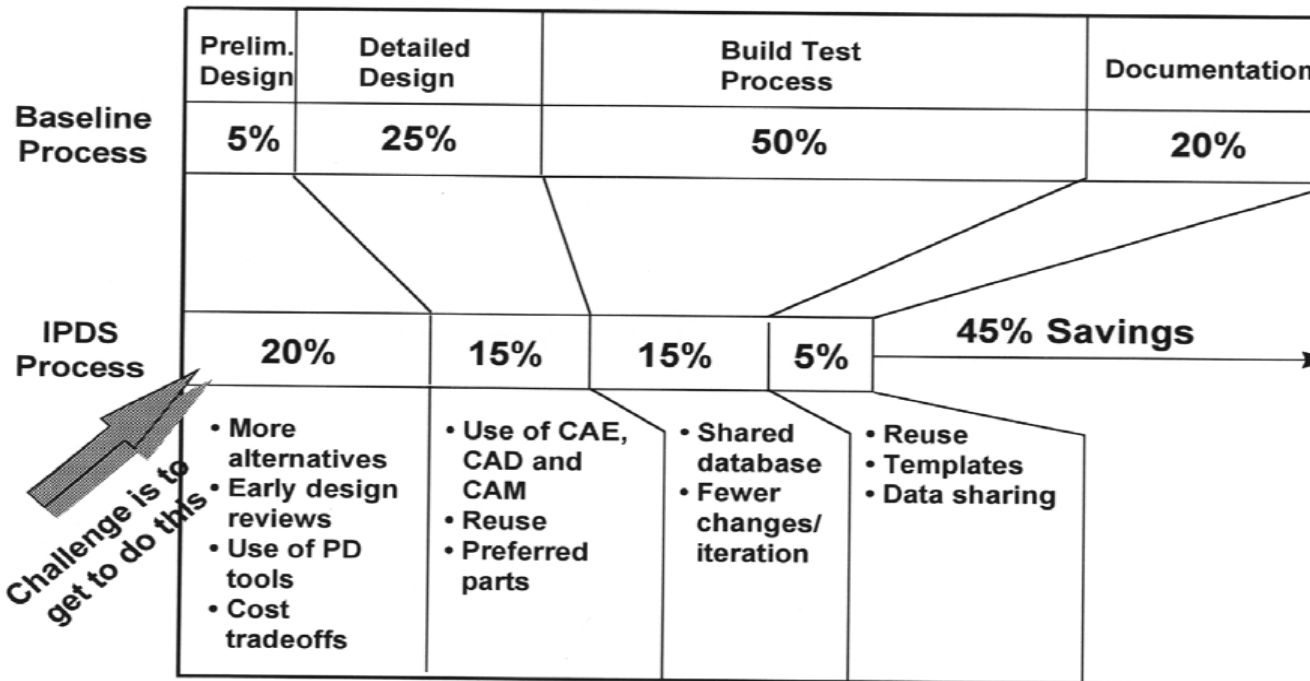 Prelim.
Design
Detailed
Design
Build Test
Process
Documentation
Baseline
Process
5%
25%
50%
20%
IPDS
Process
20%
15%
15%
5%
45% Savings
Challenge is to
get to do this
• More
alternatives
• Early design
reviews
• Use of PD
tools
• Cost
tradeoffs
• Use of CAE,
CAD and
CAM
• Reuse
• Preferred
parts
• Shared
database
• Fewer
changes/
iteration
• Reuse
• Templates
• Data sharing